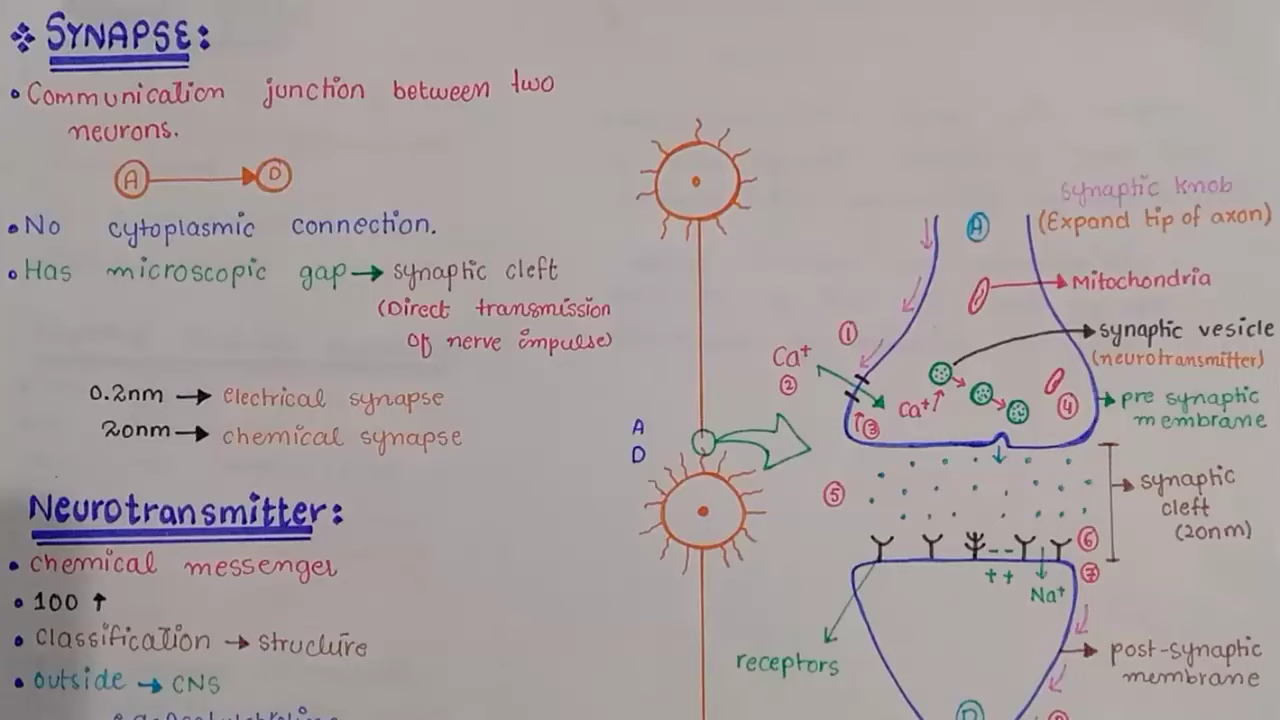 ❖ SYNAPSE:
• Communication junction between two
neurons.
A → D
• No cytoplasmic connection.
• Has microscopic gap → synaptic cleft
(Direct transmission
of nerve impulse)
0.2nm → electrical synapse
20nm → chemical synapse
Neurotransmitter:
• chemical messenger
• 100 ↑
• classification → structure
• outside → CNS
A
D
synaptic knob
(Expand tip of axon)
A
Mitochondria
synaptic vesicle
(neurotransmitter)
pre synaptic
membrane
①
Ca+
②
Ca+↑
③
④
synaptic
cleft
(20nm)
⑤
⑥
⑦
--
++
Na+
receptors
post-synaptic
membrane
D